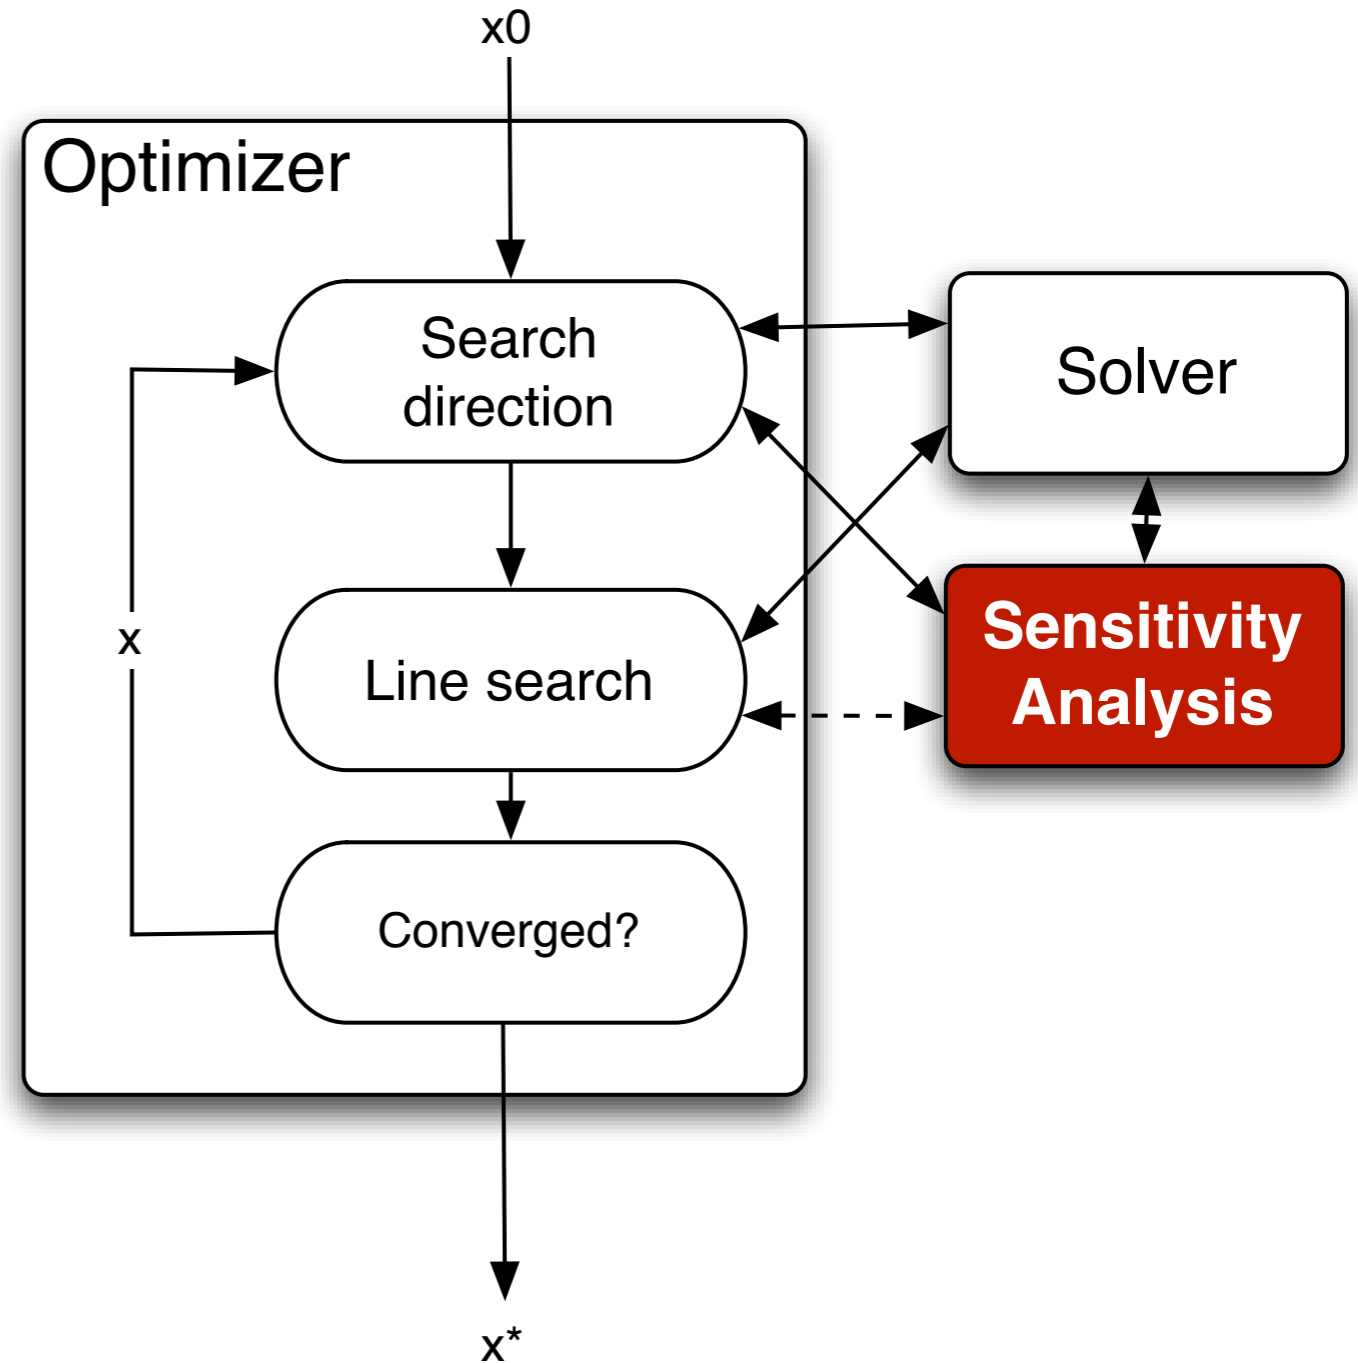 x0
Optimizer
Search
direction
Solver
Sensitivity
Analysis
x
Line search
Converged?
x*